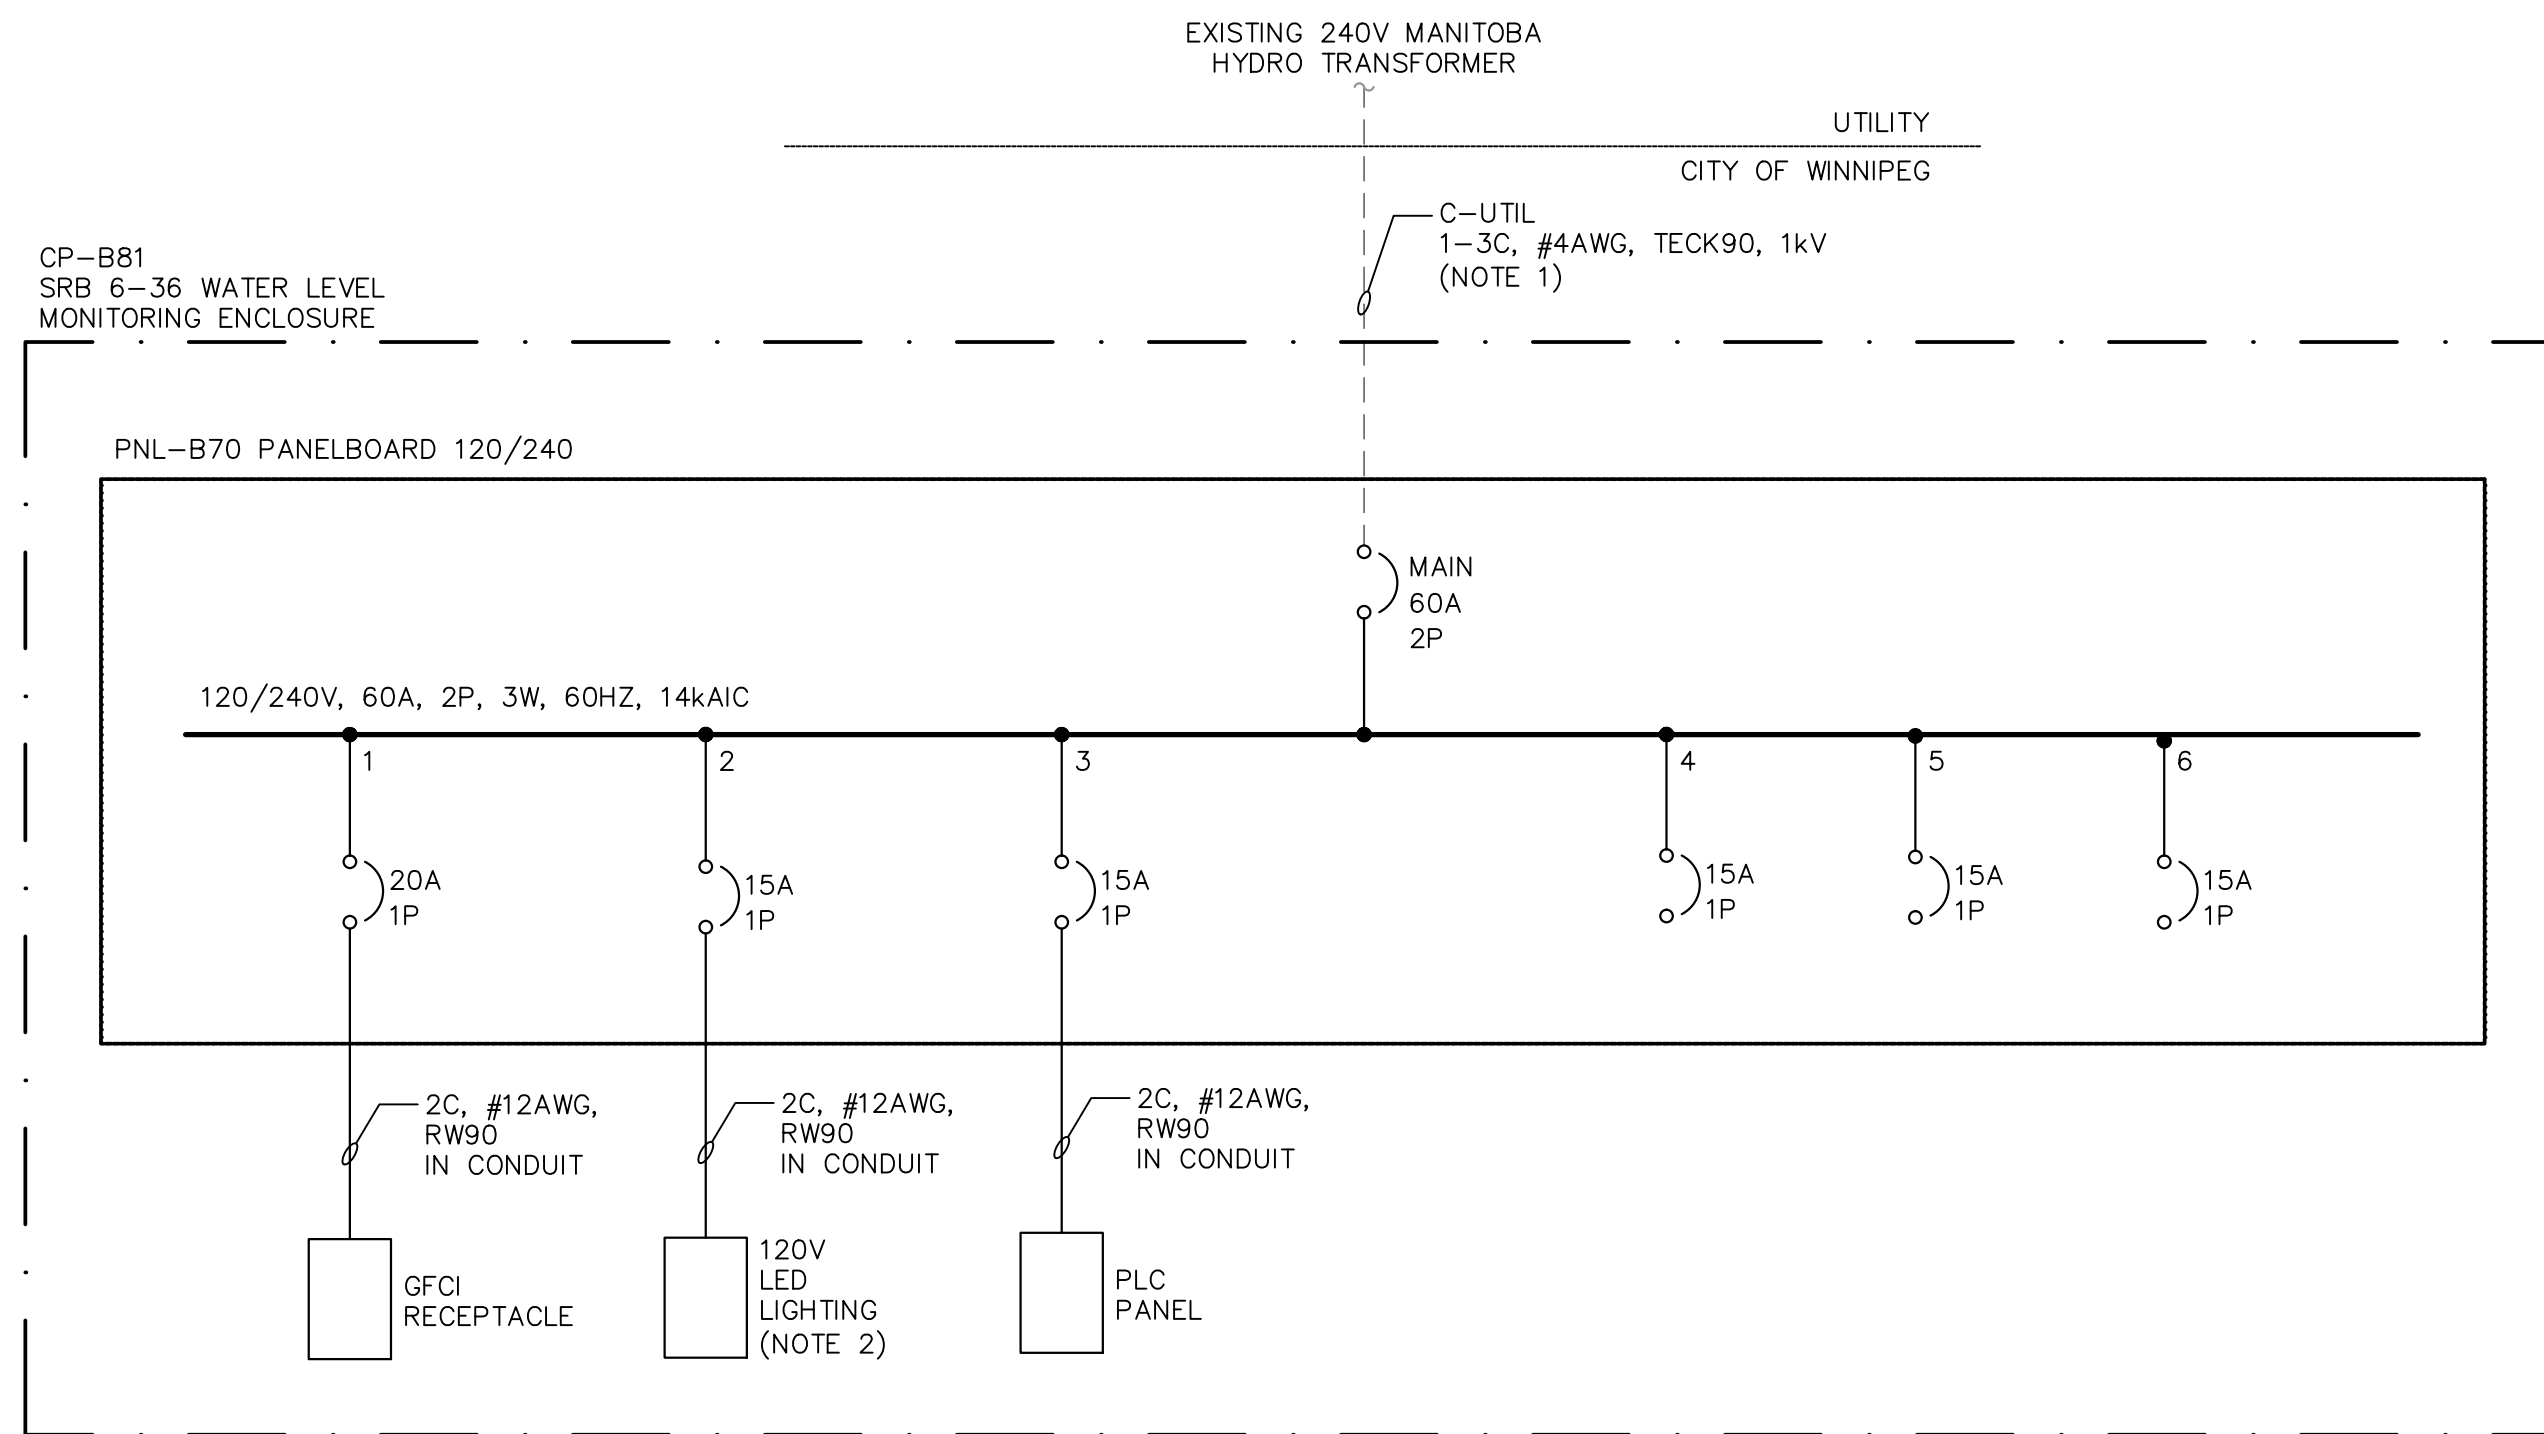 EXISTING 240V MANITOBA
HYDRO TRANSFORMER
UTILITY
CITY OF WINNIPEG
C-UTIL
1-3C, #4AWG, TECK90, 1kV
(NOTE 1)
CP-B81
SRB 6-36 WATER LEVEL
MONITORING ENCLOSURE
PNL-B70 PANELBOARD 120/240
MAIN
60A
2P
120/240V, 60A, 2P, 3W, 60HZ, 14kAIC
1
2
3
4
5
6
20A
1P
15A
1P
15A
1P
15A
1P
15A
1P
15A
1P
2C, #12AWG,
RW90
IN CONDUIT
2C, #12AWG,
RW90
IN CONDUIT
2C, #12AWG,
RW90
IN CONDUIT
GFCI
RECEPTACLE
120V
LED
LIGHTING
(NOTE 2)
PLC
PANEL